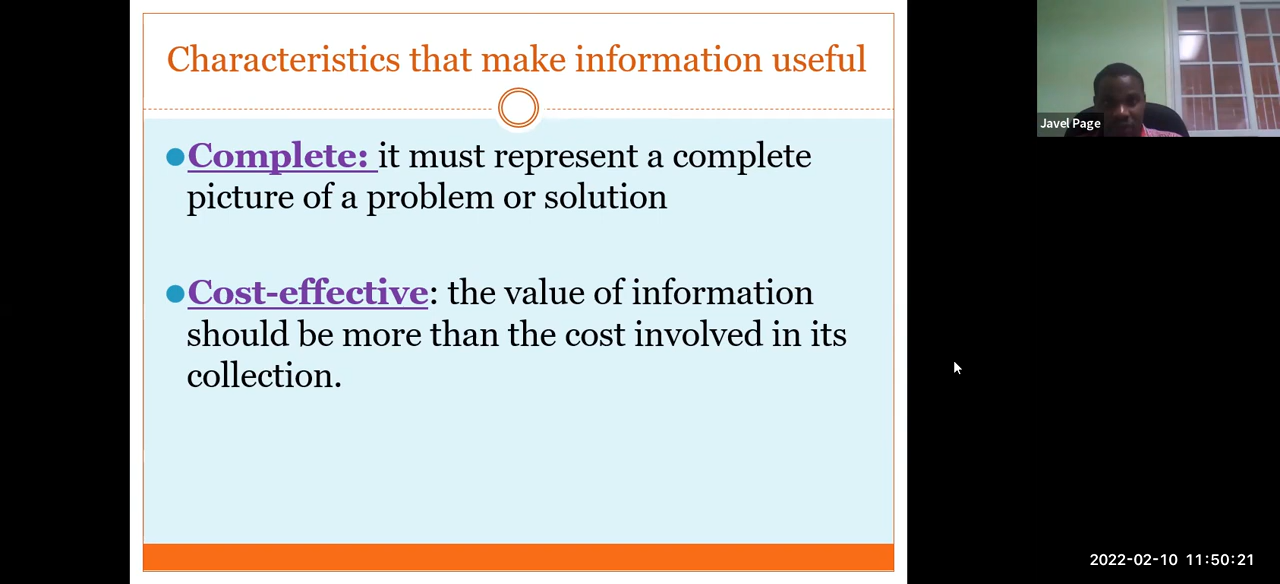 Characteristics that make information useful
Complete: it must represent a complete
picture of a problem or solution
Cost-effective: the value of information
should be more than the cost involved in its
collection.
Javel Page
2022-02-10 11:50:21